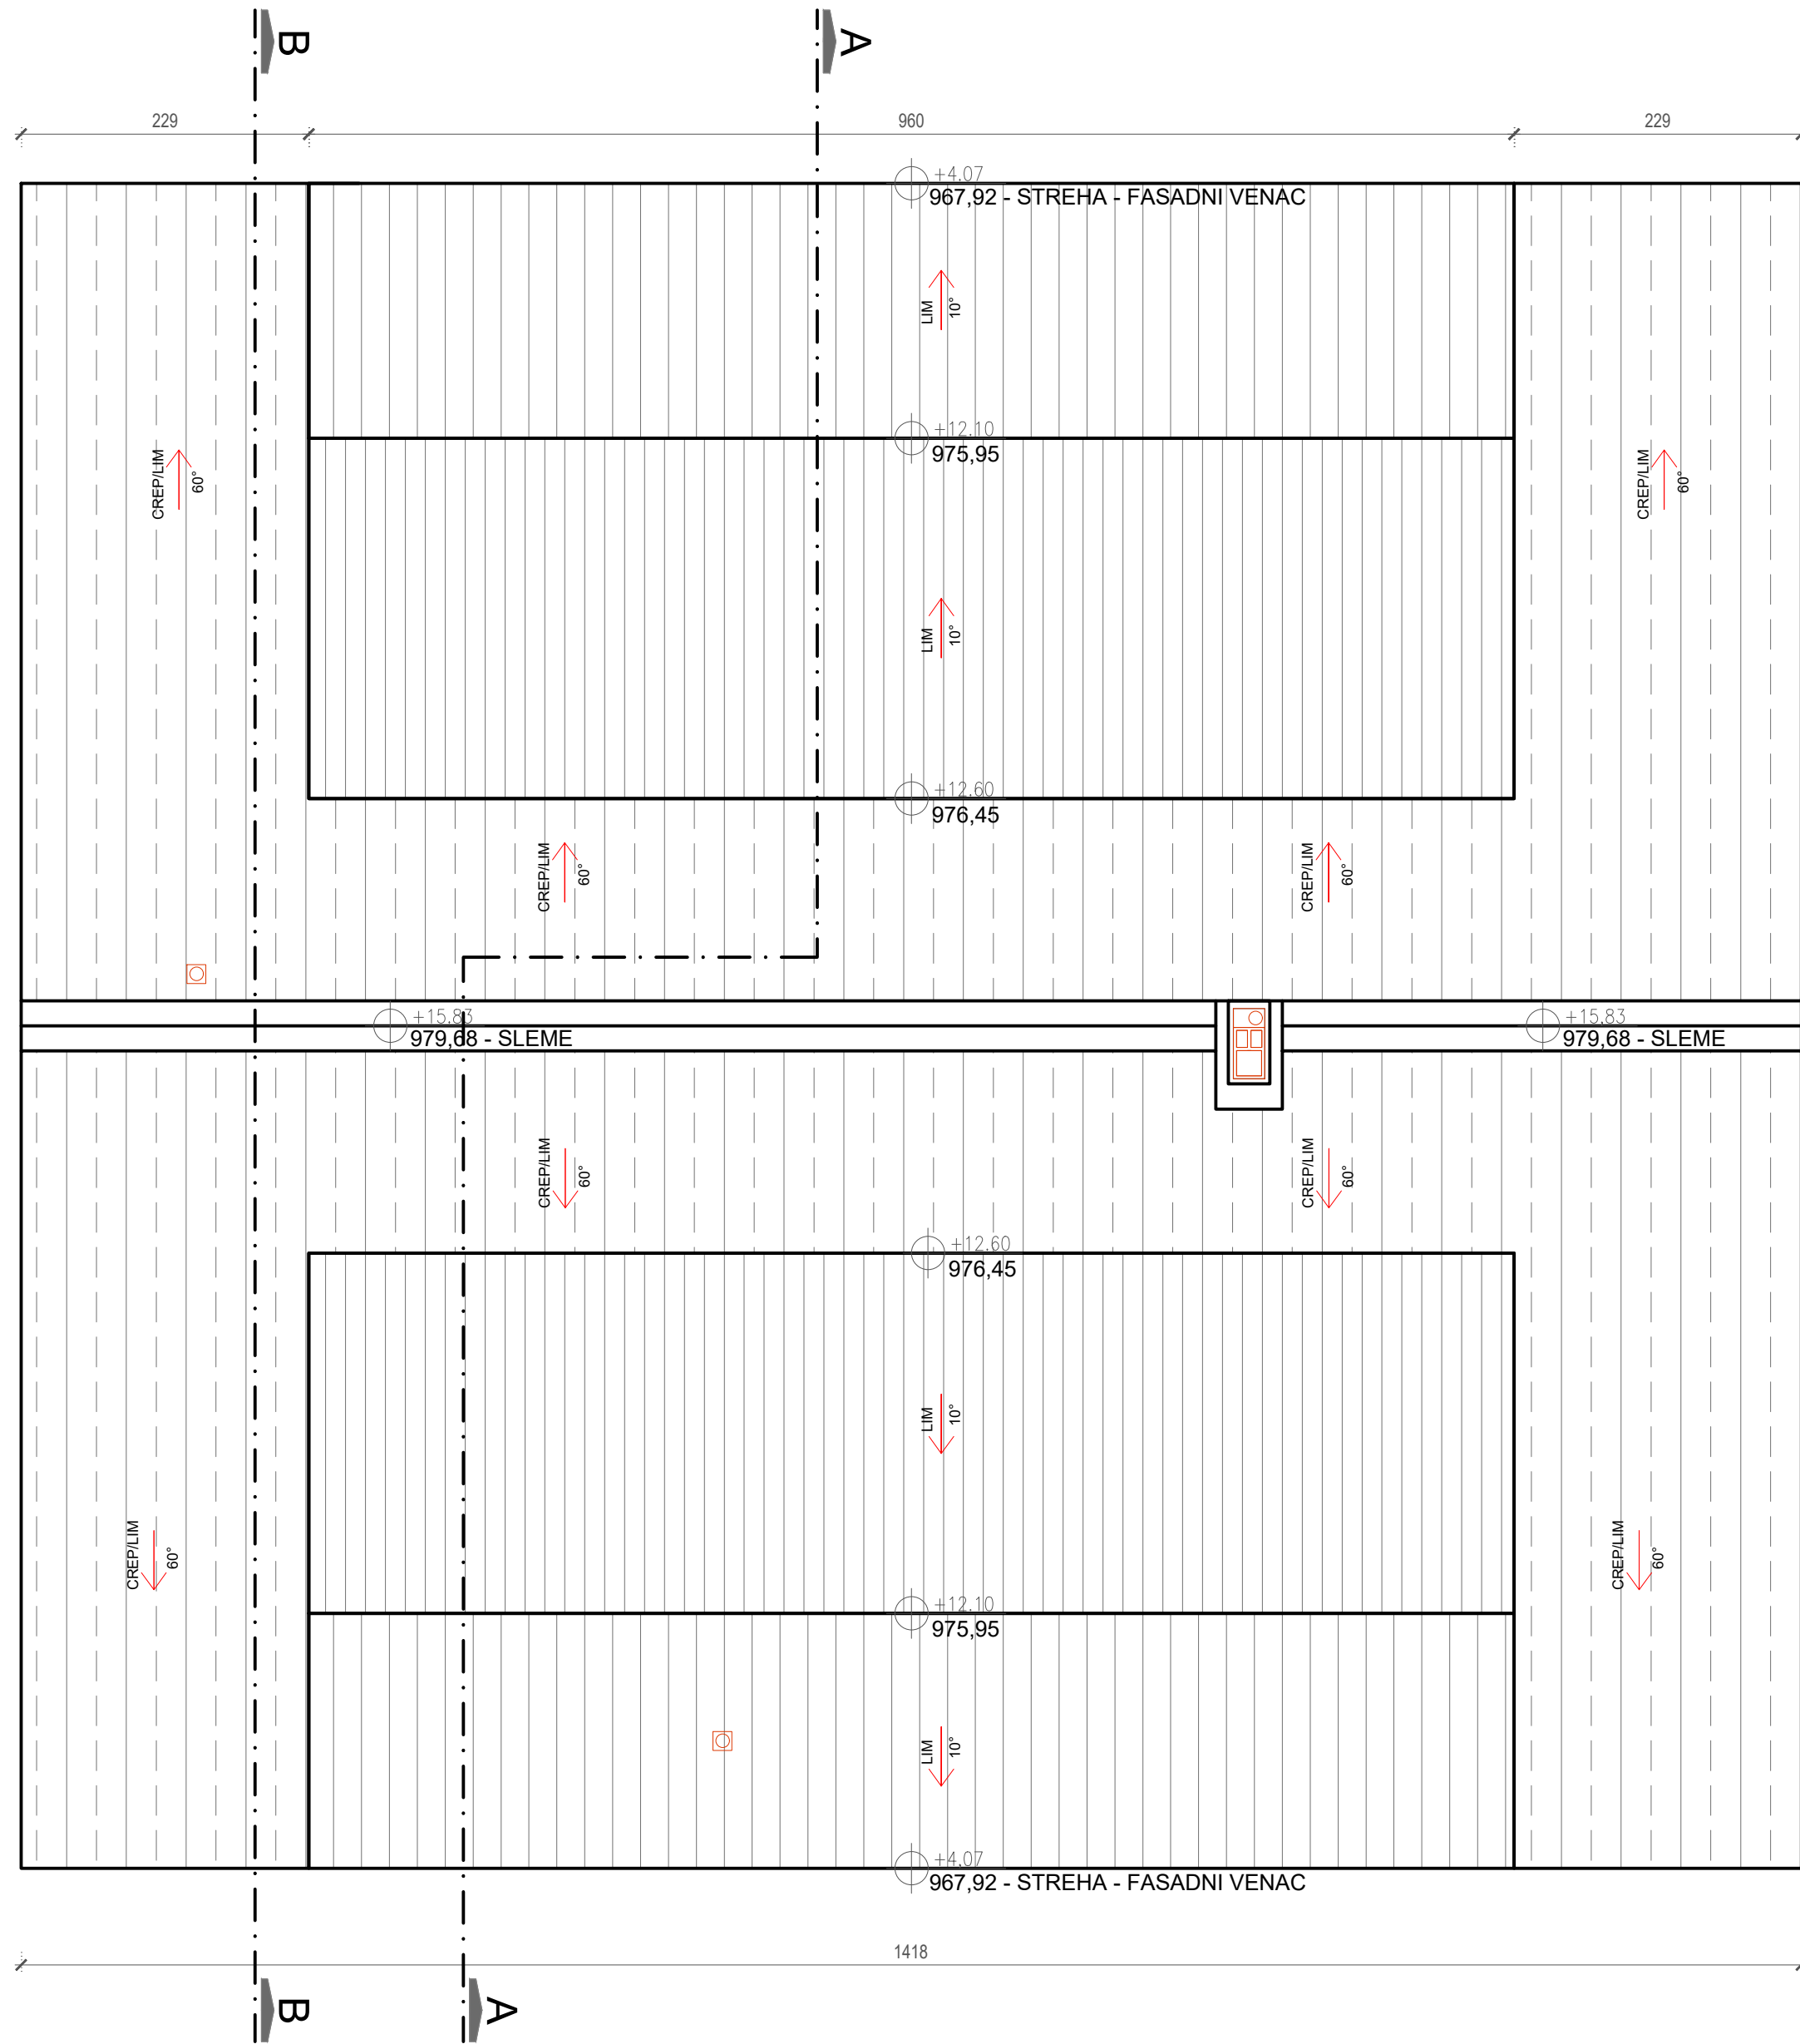 B
A
229
960
229
+4.07
967,92 - STREHA - FASADNI VENAC
LIM
10°
+12.10
975,95
CREP/LIM
60°
CREP/LIM
60°
LIM
10°
+12.60
976,45
CREP/LIM
60°
CREP/LIM
60°
+15.83
979,68 - SLEME
+15.83
979,68 - SLEME
CREP/LIM
60°
CREP/LIM
60°
+12.60
976,45
LIM
10°
CREP/LIM
60°
CREP/LIM
60°
+12.10
975,95
LIM
10°
+4.07
967,92 - STREHA - FASADNI VENAC
1418
B
A